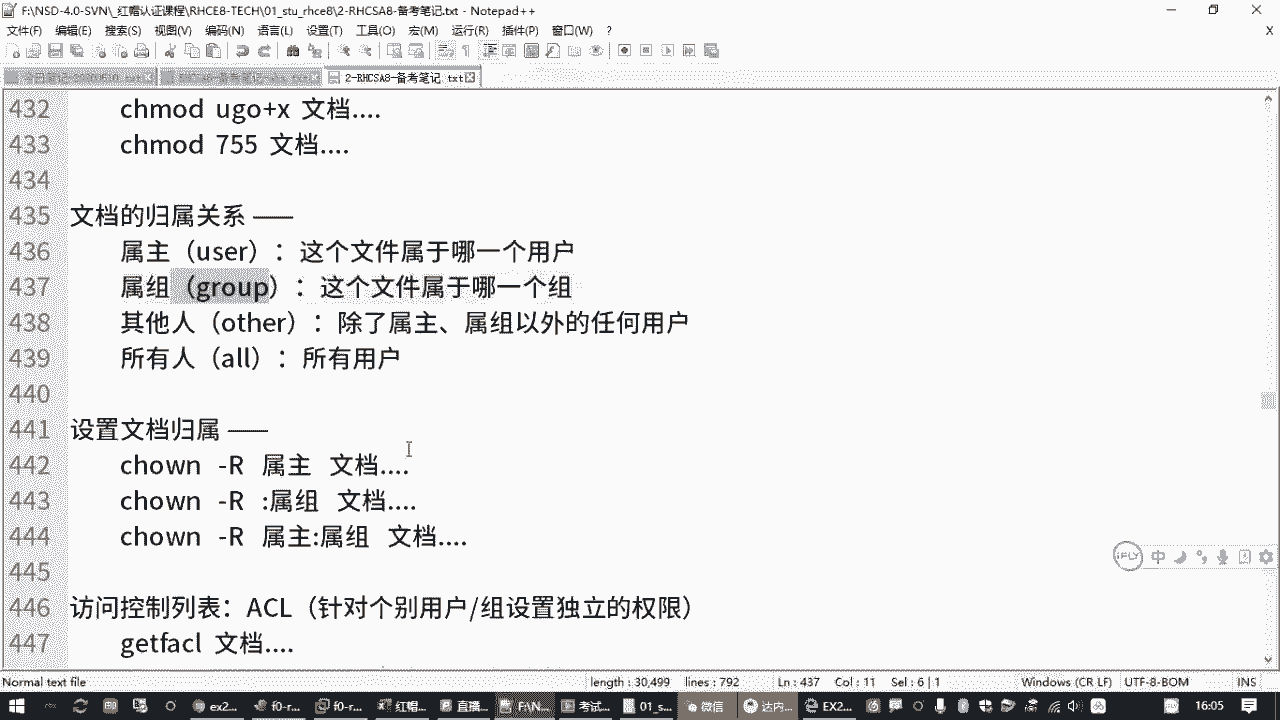 F:\NSD-4.0-SVN\_红帽认证课程\RHCE8-TECH\01_stu_rhce8\2-RHCSA8-备考笔记.txt - Notepad++
文件(F) 编辑(E) 搜索(S) 视图(V) 编码(N) 语言(L) 设置(T) 工具(O) 宏(M) 运行(R) 插件(P) 窗口(W) ? X
2-RHCSA8-备考笔记.txt
432 chmod ugo+x 文档....
433 chmod 755 文档....
434
435 文档的归属关系 ——
436 属主（user）：这个文件属于哪一个用户
437 属组（group）：这个文件属于哪一个组
438 其他人（other）：除了属主、属组以外的任何用户
439 所有人（all）：所有用户
440
441 设置文档归属 ——
442 chown -R 属主 文档....
443 chown -R :属组 文档....
444 chown -R 属主:属组 文档....
445
446 访问控制列表：ACL（针对个别用户/组设置独立的权限）
447 getfacl 文档....
iFLY 中
Normal text file length : 30,499 lines : 792 Ln : 437 Col : 11 Sel : 6 | 1 Windows (CR LF) UTF-8-BOM INS
ex2... f0-r... f0-r... 红帽... 直播... F:\N... 考试... 01_s... 微信 达内... EX2... 16:05